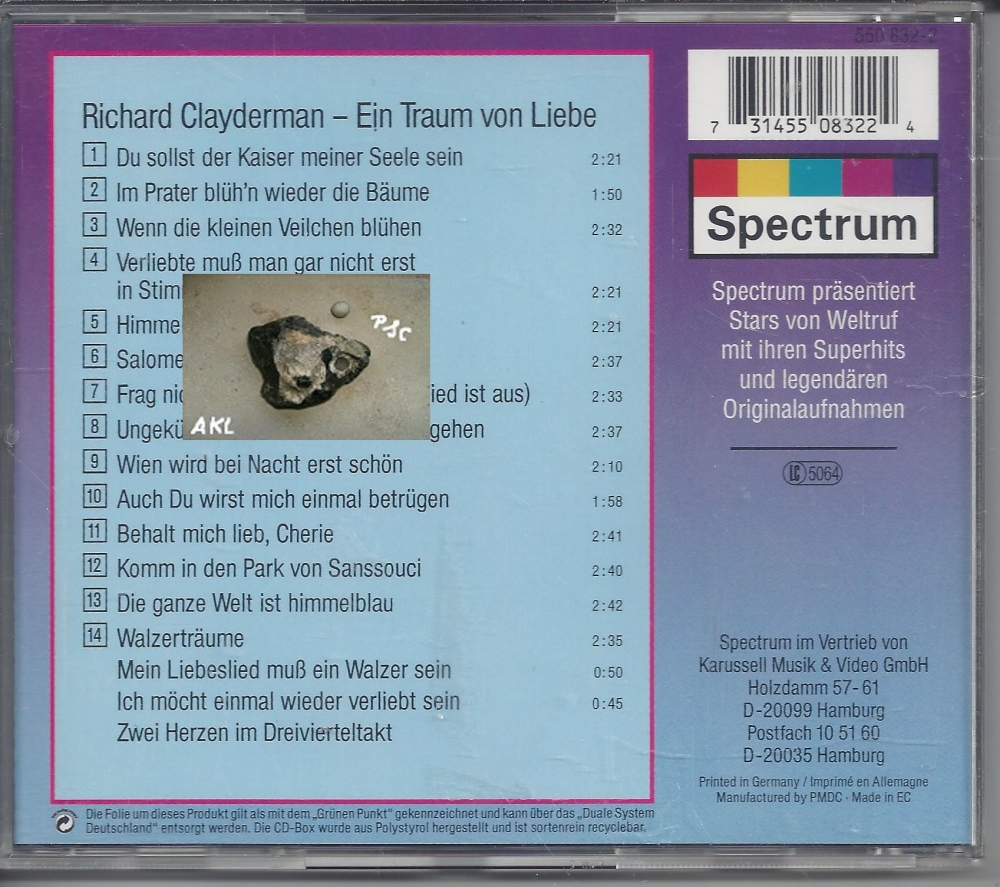 550 832-2
Richard Clayderman – Ein Traum von Liebe
1 Du sollst der Kaiser meiner Seele sein 2:21
2 Im Prater blüh'n wieder die Bäume 1:50
3 Wenn die kleinen Veilchen blühen 2:32
4 Verliebte muß man gar nicht erst
in Stim 2:21
5 Himme 2:21
6 Salome 2:37
7 Frag ied ist aus) 2:33
8 Ungekü gehen 2:37
9 Wien wird bei Nacht erst schön 2:10
10 Auch Du wirst mich einmal betrügen 1:58
11 Behalt mich lieb, Cherie 2:41
12 Komm in den Park von Sanssouci 2:40
13 Die ganze Welt ist himmelblau 2:42
14 Walzerträume 2:35
Mein Liebeslied muß ein Walzer sein 0:50
Ich möcht einmal wieder verliebt sein 0:45
Zwei Herzen im Dreivierteltakt
PSC
AKL
7 31455 08322 4
Spectrum
Spectrum präsentiert
Stars von Weltruf
mit ihren Superhits
und legendären
Originalaufnahmen
LC 5064
Spectrum im Vertrieb von
Karussell Musik & Video GmbH
Holzdamm 57-61
D-20099 Hamburg
Postfach 10 51 60
D-20035 Hamburg
Printed in Germany / Imprimé en Allemagne
Manufactured by PMDC · Made in EC
Die Folie um dieses Produkt gilt als mit dem „Grünen Punkt" gekennzeichnet und kann über das „Duale System
Deutschland" entsorgt werden. Die CD-Box wurde aus Polystyrol hergestellt und ist sortenrein recyclebar.